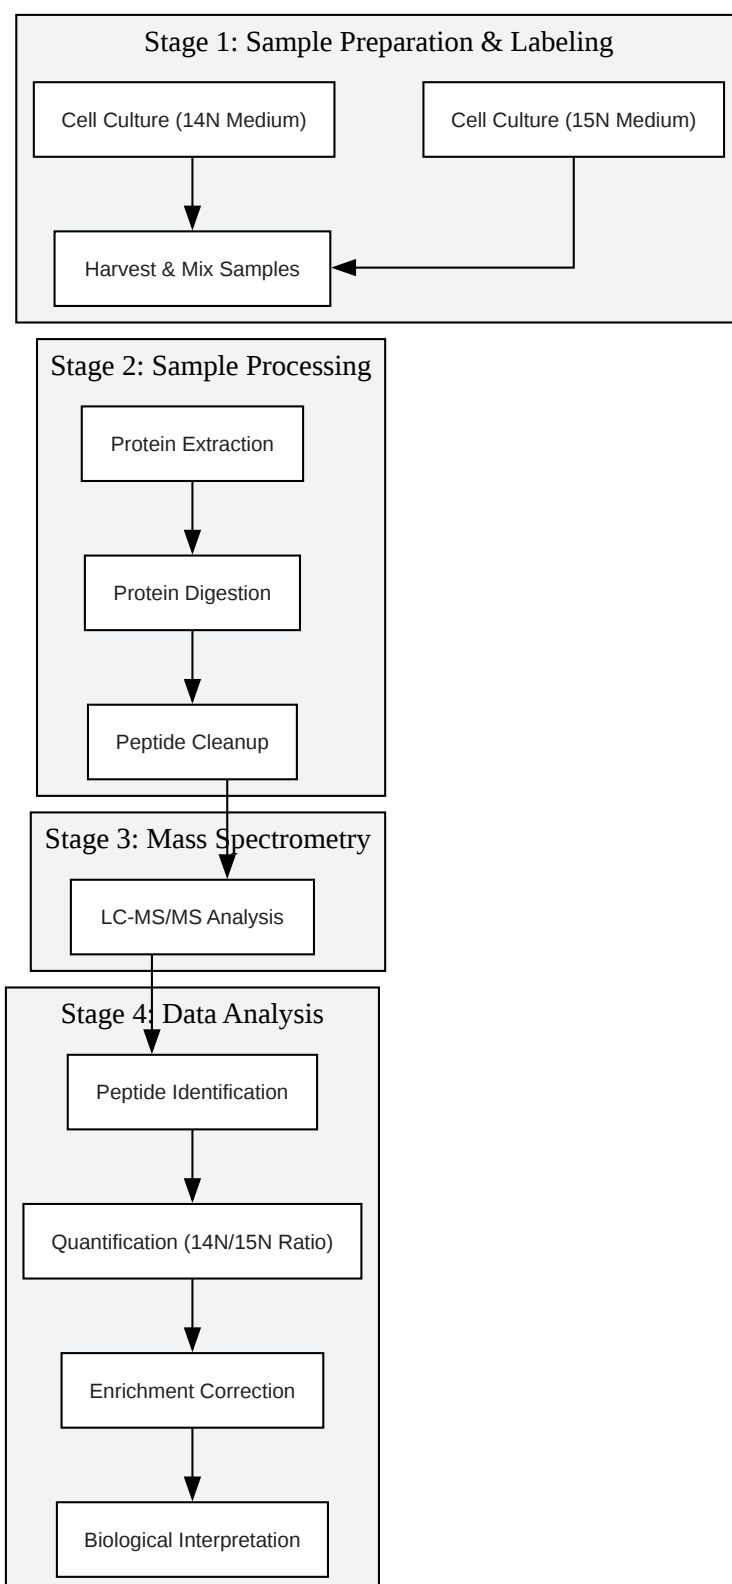 Stage 1: Sample Preparation & Labeling
Cell Culture (14N Medium)
Cell Culture (15N Medium)
Harvest & Mix Samples
Stage 2: Sample Processing
Protein Extraction
Protein Digestion
Peptide Cleanup
Stage 3: Mass Spectrometry
LC-MS/MS Analysis
Stage 4: Data Analysis
Peptide Identification
Quantification (14N/15N Ratio)
Enrichment Correction
Biological Interpretation